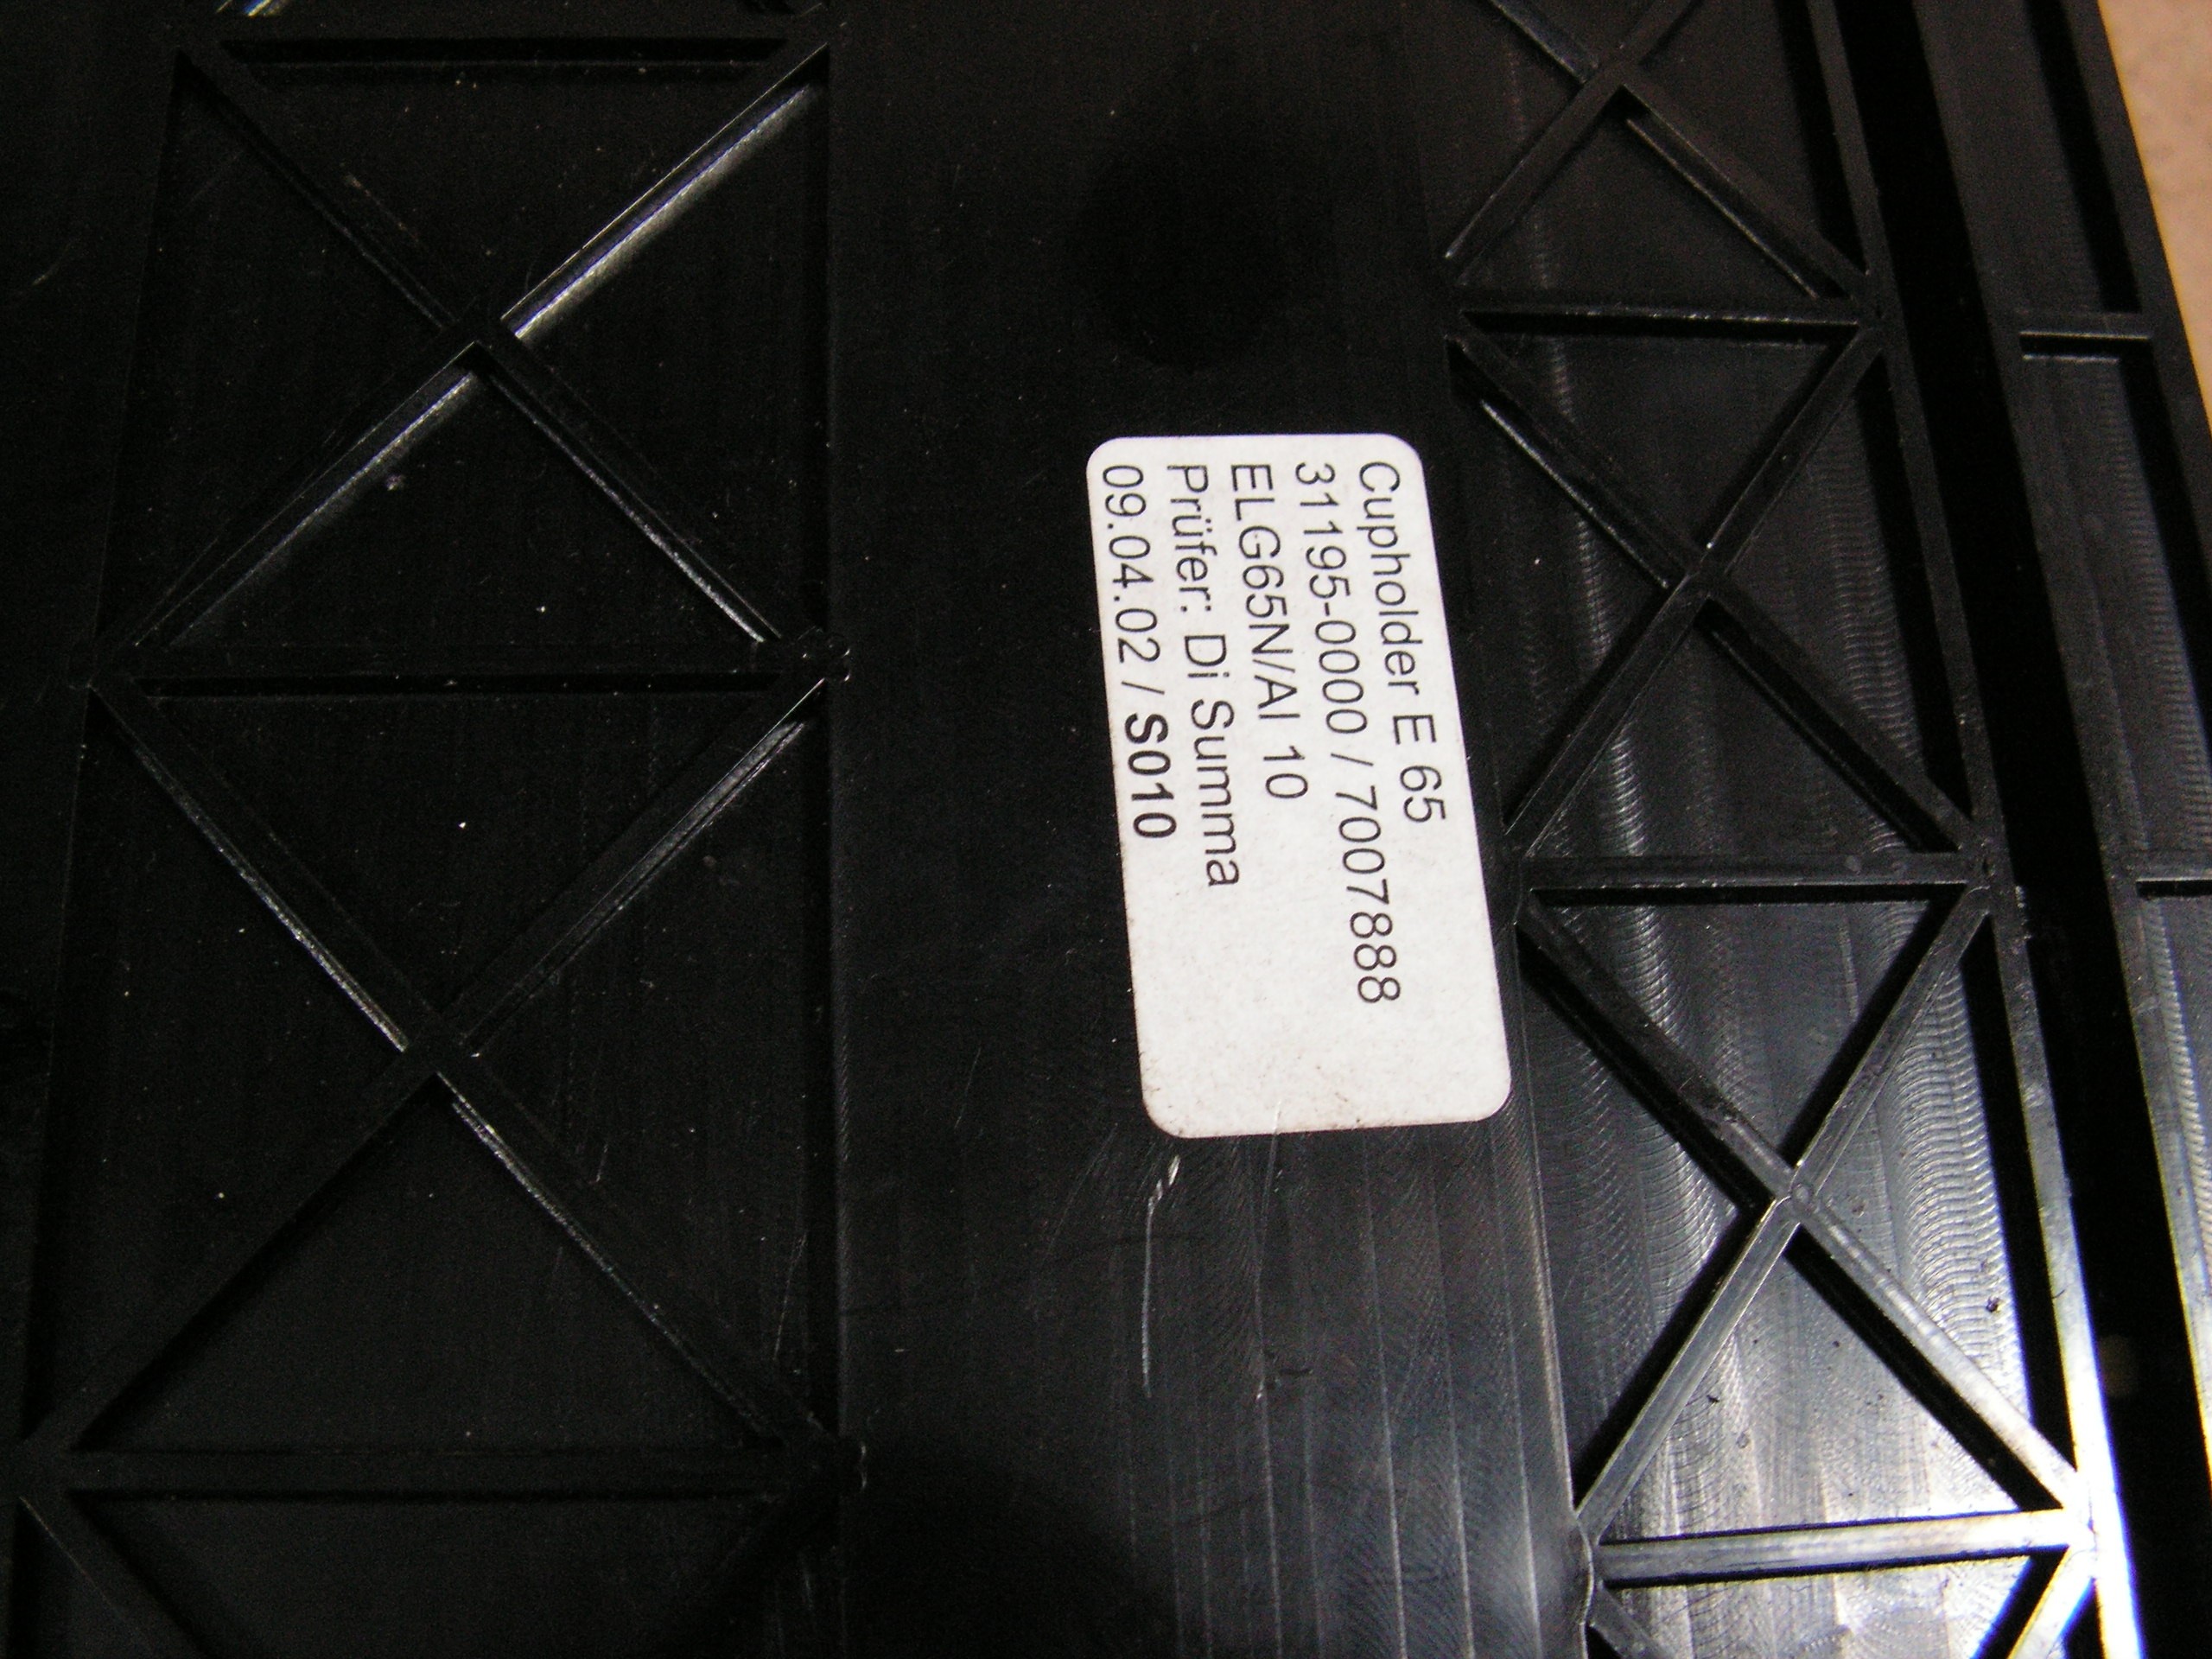 Cupholder E 65
31195-0000 / 7007888
ELG65N/AI 10
Prüfer: Di Summa
09.04.02 / S010